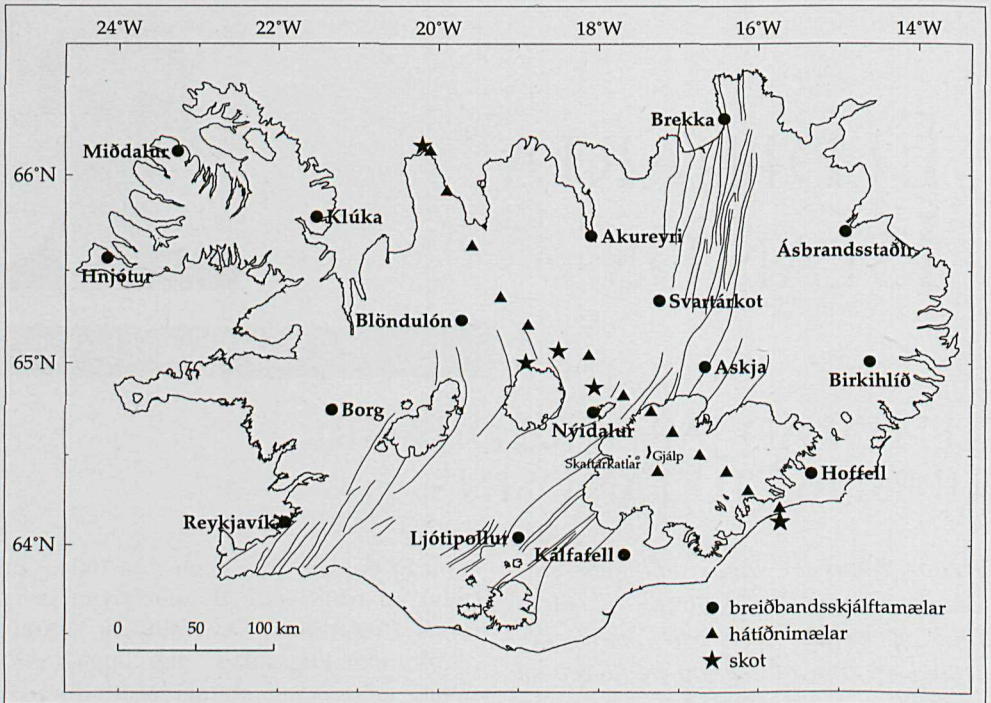 24°W 22°W 20°W 18°W 16°W 14°W
Brekka
Miðdalur
66°N
Klúka
Akureyri
Ásbrandsstaðir
Hnjótur
Svartárkot
Blöndulón
65°N
Askja
Birkihlíð
Borg
Nýidalur
Skaftárkatlar
Gjálp
Hoffell
Reykjavík
Ljótipollur
64°N
Kálfafell
breiðbandsskjálftamælar
0 50 100 km
hátíðnimælar
skot